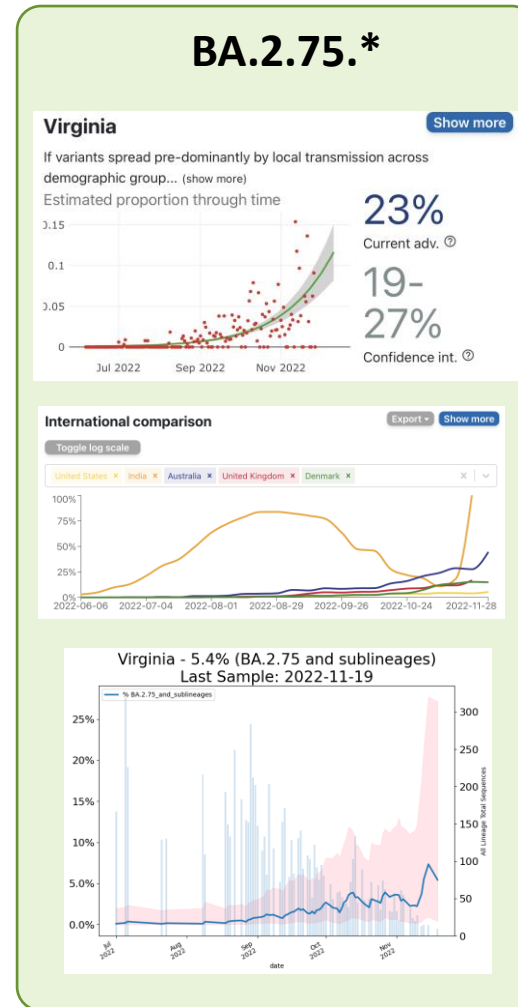 BA.2.75.*
Virginia
Show more
If variants spread pre-dominantly by local transmission across
demographic group... (show more)
Estimated proportion through time
0.15
0.1
0.05
0
Jul 2022 Sep 2022 Nov 2022
23%
Current adv. ?
19-
27%
Confidence int. ?
International comparison
Export Show more
Toggle log scale
United States × India × Australia × United Kingdom × Denmark ×
100%
75%
50%
25%
0%
2022-06-06 2022-07-04 2022-08-01 2022-08-29 2022-09-26 2022-10-24 2022-11-28
Virginia - 5.4% (BA.2.75 and sublineages)
Last Sample: 2022-11-19
% BA.2.75_and_sublineages
25%
20%
15%
10%
5.0%
0.0%
300
250
200
150
100
50
0
All Lineage Total Sequences
Jul 2022
Aug 2022
Sep 2022
Oct 2022
Nov 2022
date